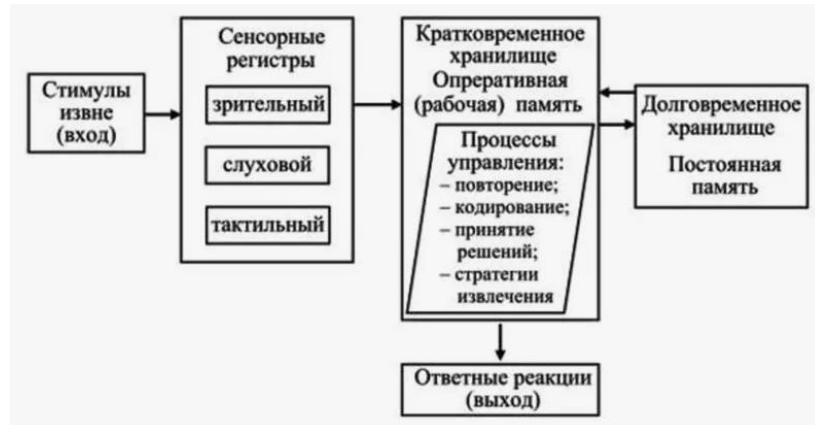 Стимулы
извне
(вход)
Сенсорные
регистры
зрительный
слуховой
тактильный
Кратковременное
хранилище
Опреративная
(рабочая) память
Процессы
управления:
– повторение;
– кодирование;
– принятие
решений;
– стратегии
извлечения
Долговременное
хранилище
Постоянная
память
Ответные реакции
(выход)